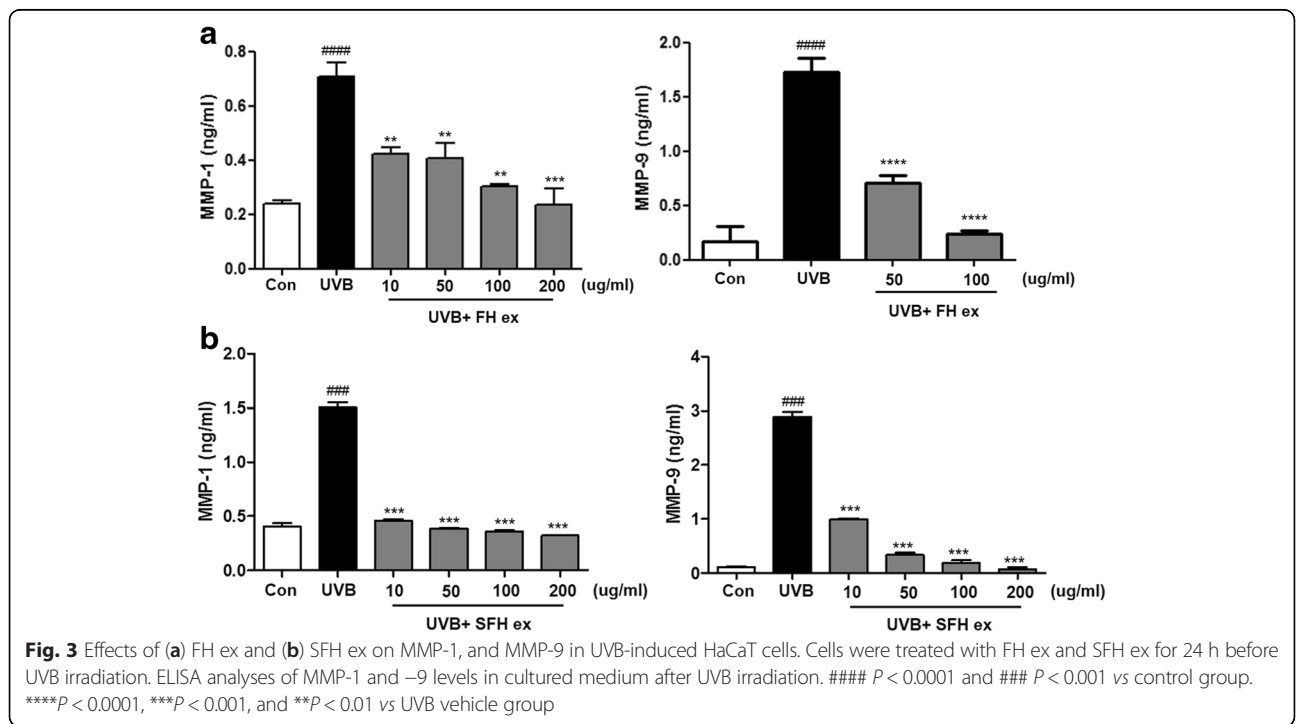 a
0.8
0.6
0.4
0.2
0.0
MMP-1 (ng/ml)
####
**
**
**
***
Con UVB 10 50 100 200 (ug/ml)
UVB+ FH ex
2.0
1.5
1.0
0.5
0.0
MMP-9 (ng/ml)
####
****
****
Con UVB 50 100 (ug/ml)
UVB+ FH ex
b
2.0
1.5
1.0
0.5
0.0
MMP-1 (ng/ml)
###
***
***
***
***
Con UVB 10 50 100 200 (ug/ml)
UVB+ SFH ex
4
3
2
1
0
MMP-9 (ng/ml)
###
***
***
***
***
Con UVB 10 50 100 200 (ug/ml)
UVB+ SFH ex
Fig. 3 Effects of (a) FH ex and (b) SFH ex on MMP-1, and MMP-9 in UVB-induced HaCaT cells. Cells were treated with FH ex and SFH ex for 24 h before
UVB irradiation. ELISA analyses of MMP-1 and −9 levels in cultured medium after UVB irradiation. #### P < 0.0001 and ### P < 0.001 vs control group.
****P < 0.0001, ***P < 0.001, and **P < 0.01 vs UVB vehicle group